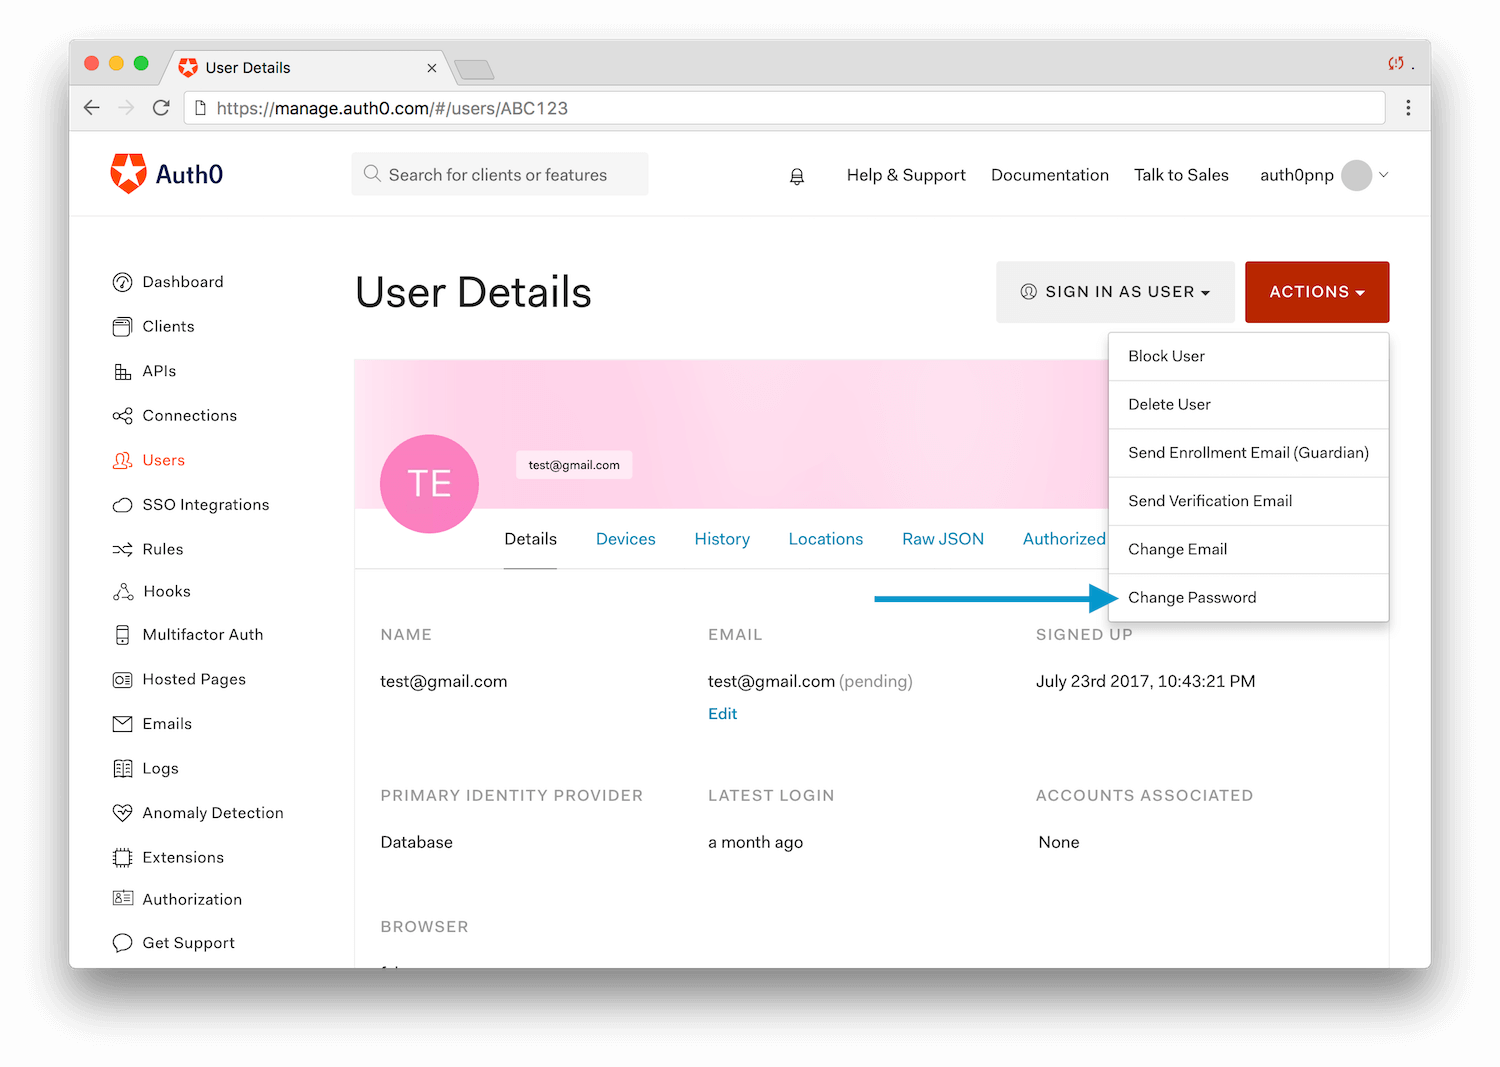 User Details
https://manage.auth0.com/#/users/ABC123
Auth0
Search for clients or features
Help & Support
Documentation
Talk to Sales
auth0pnp
Dashboard
Clients
APIs
Connections
Users
SSO Integrations
Rules
Hooks
Multifactor Auth
Hosted Pages
Emails
Logs
Anomaly Detection
Extensions
Authorization
Get Support
User Details
SIGN IN AS USER
ACTIONS
Block User
Delete User
Send Enrollment Email (Guardian)
Send Verification Email
Change Email
Change Password
TE
test@gmail.com
Details
Devices
History
Locations
Raw JSON
Authorized
NAME
test@gmail.com
EMAIL
test@gmail.com (pending)
Edit
SIGNED UP
July 23rd 2017, 10:43:21 PM
PRIMARY IDENTITY PROVIDER
Database
LATEST LOGIN
a month ago
ACCOUNTS ASSOCIATED
None
BROWSER